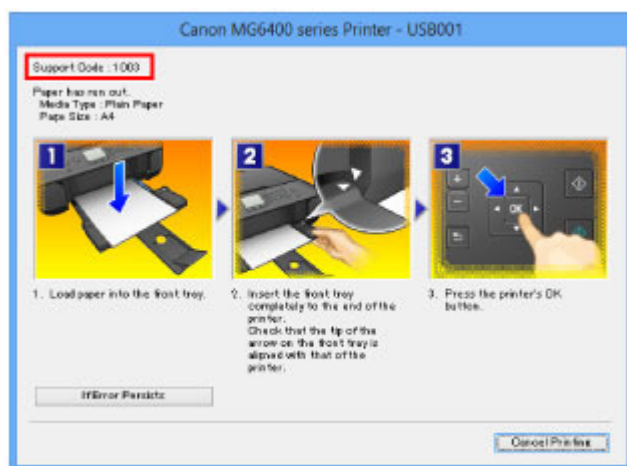 Canon MG6400 series Printer - USB001
Support Code : 1003
Paper has run out.
Media Type : Plain Paper
Page Size : A4
1
2
3
OK
1. Load paper into the front tray.
2. Insert the front tray
completely to the end of the
printer.
Check that the tip of the
arrow on the front tray is
aligned with that of the
printer.
3. Press the printer's OK
button.
If Error Persists
Cancel Printing